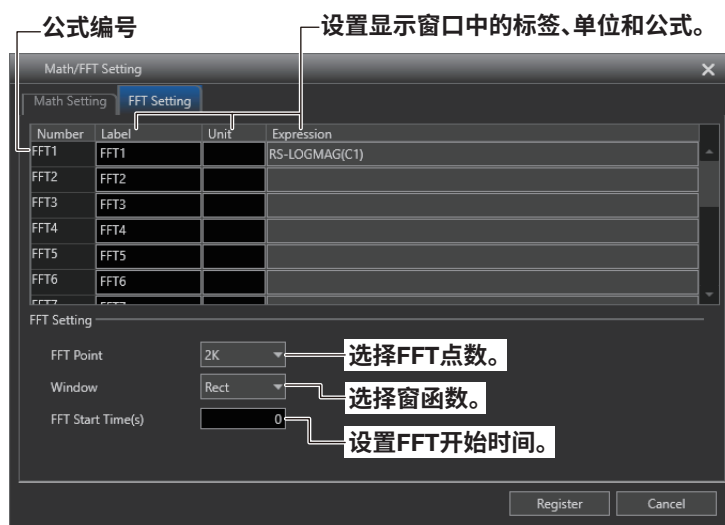 公式编号
设置显示窗口中的标签、单位和公式。
Math/FFT Setting
Math Setting FFT Setting
Number Label Unit Expression
FFT1 FFT1 RS-LOGMAG(C1)
FFT2 FFT2
FFT3 FFT3
FFT4 FFT4
FFT5 FFT5
FFT6 FFT6
FFT Setting
FFT Point 2K 选择FFT点数。
Window Rect 选择窗函数。
FFT Start Time(s) 0 设置FFT开始时间。
Register Cancel